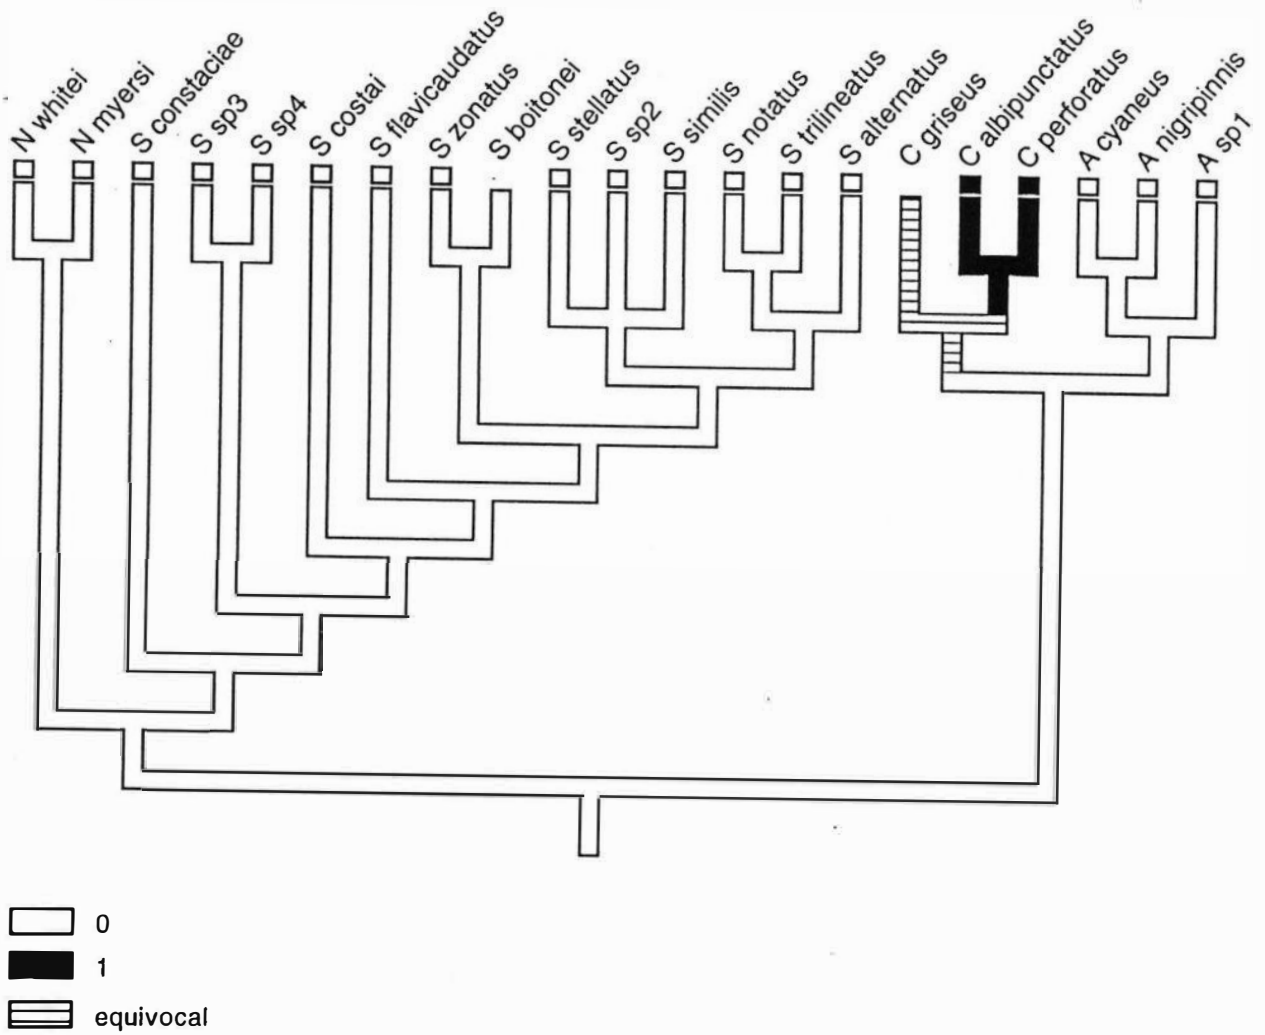 N whitei
N myersi
S constaciae
S sp3
S sp4
S costai
S flavicaudatus
S zonatus
S boitonei
S stellatus
S sp2
S similis
S notatus
S trilineatus
S alternatus
C griseus
C albipunctatus
C perforatus
A cyaneus
A nigripinnis
A sp1
0
1
equivocal